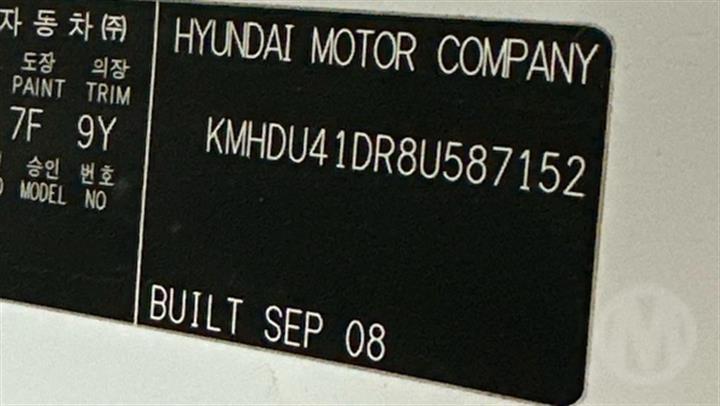 자동차㈜
도장 의장
PAINT TRIM
7F 9Y
승인 번호
MODEL NO
HYUNDAI MOTOR COMPANY
KMHDU41DR8U587152
BUILT SEP 08
M